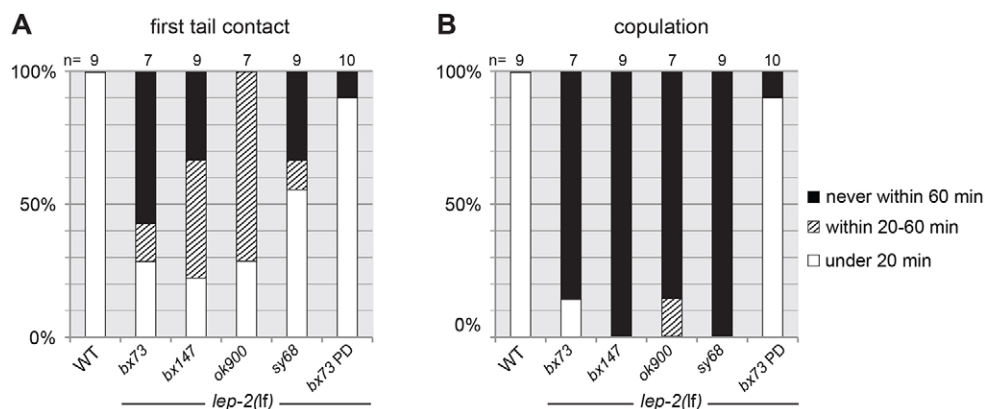 A first tail contact
n= 9 7 9 7 9 10
100%
50%
0%
WT bx73 bx147 ok900 sy68 bx73 PD
lep-2(lf)
B copulation
n= 9 7 9 7 9 10
100%
50%
0%
WT bx73 bx147 ok900 sy68 bx73 PD
lep-2(lf)
never within 60 min
within 20-60 min
under 20 min